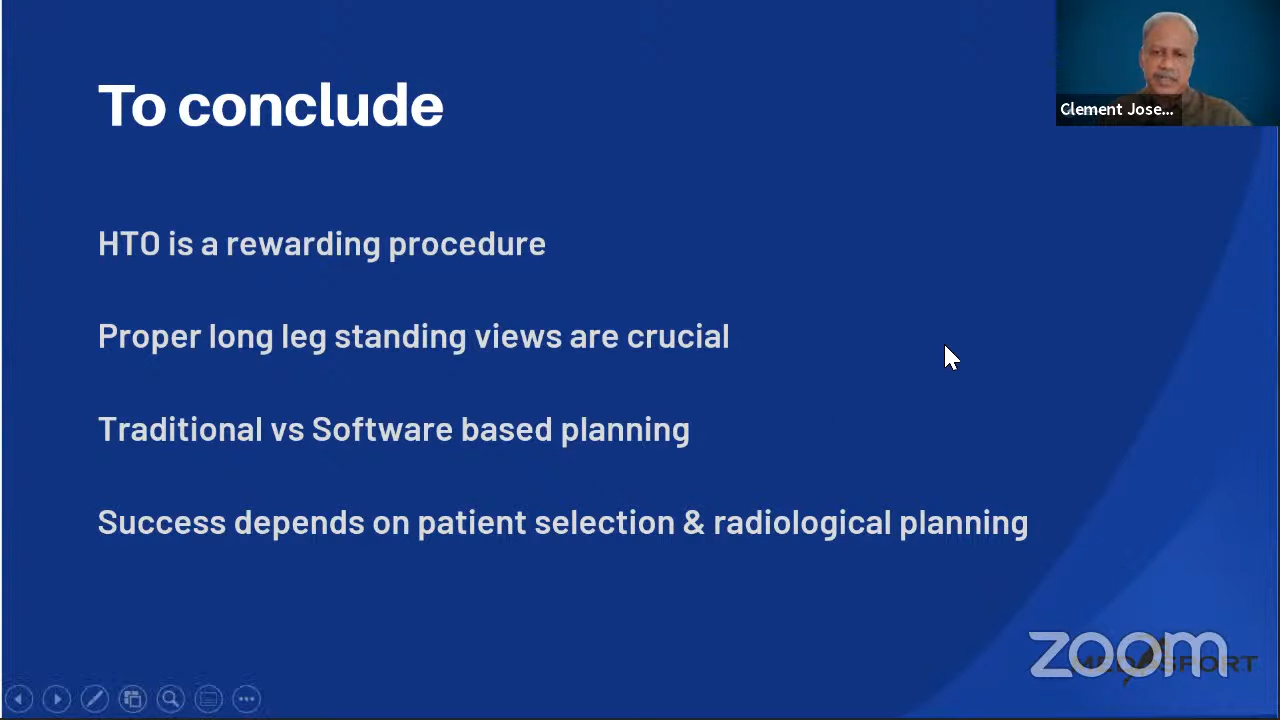 To conclude
Clement Jose...
HTO is a rewarding procedure
Proper long leg standing views are crucial
Traditional vs Software based planning
Success depends on patient selection & radiological planning
zoom
MEDSPORT